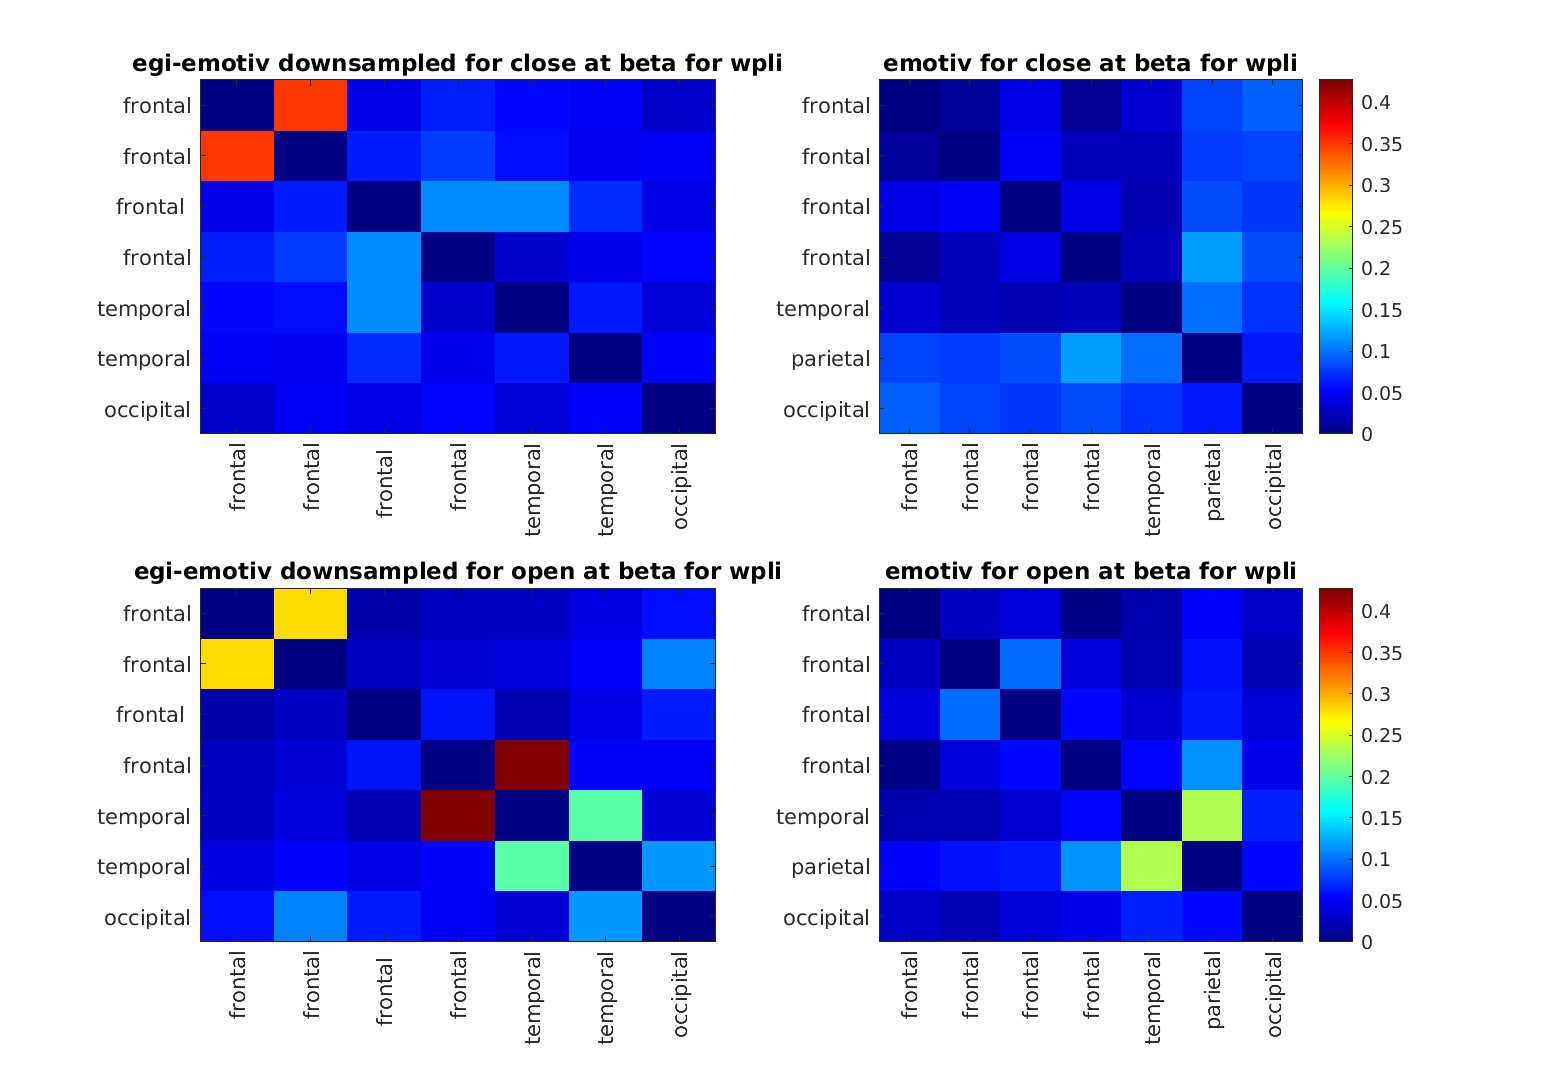 egi-emotiv downsampled for close at beta for wpli
frontal
frontal
frontal
frontal
temporal
temporal
occipital
frontal
frontal
frontal
frontal
temporal
temporal
occipital
emotiv for close at beta for wpli
frontal
frontal
frontal
frontal
temporal
parietal
occipital
frontal
frontal
frontal
frontal
temporal
parietal
occipital
0.4
0.35
0.3
0.25
0.2
0.15
0.1
0.05
0
egi-emotiv downsampled for open at beta for wpli
frontal
frontal
frontal
frontal
temporal
temporal
occipital
frontal
frontal
frontal
frontal
temporal
temporal
occipital
emotiv for open at beta for wpli
frontal
frontal
frontal
frontal
temporal
parietal
occipital
frontal
frontal
frontal
frontal
temporal
parietal
occipital
0.4
0.35
0.3
0.25
0.2
0.15
0.1
0.05
0